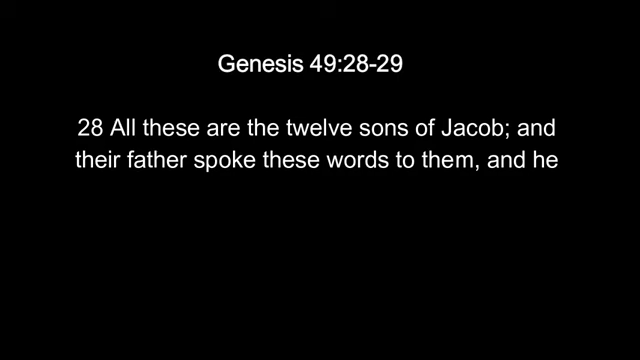 Genesis 49:28-29
28 All these are the twelve sons of Jacob; and
their father spoke these words to them, and he